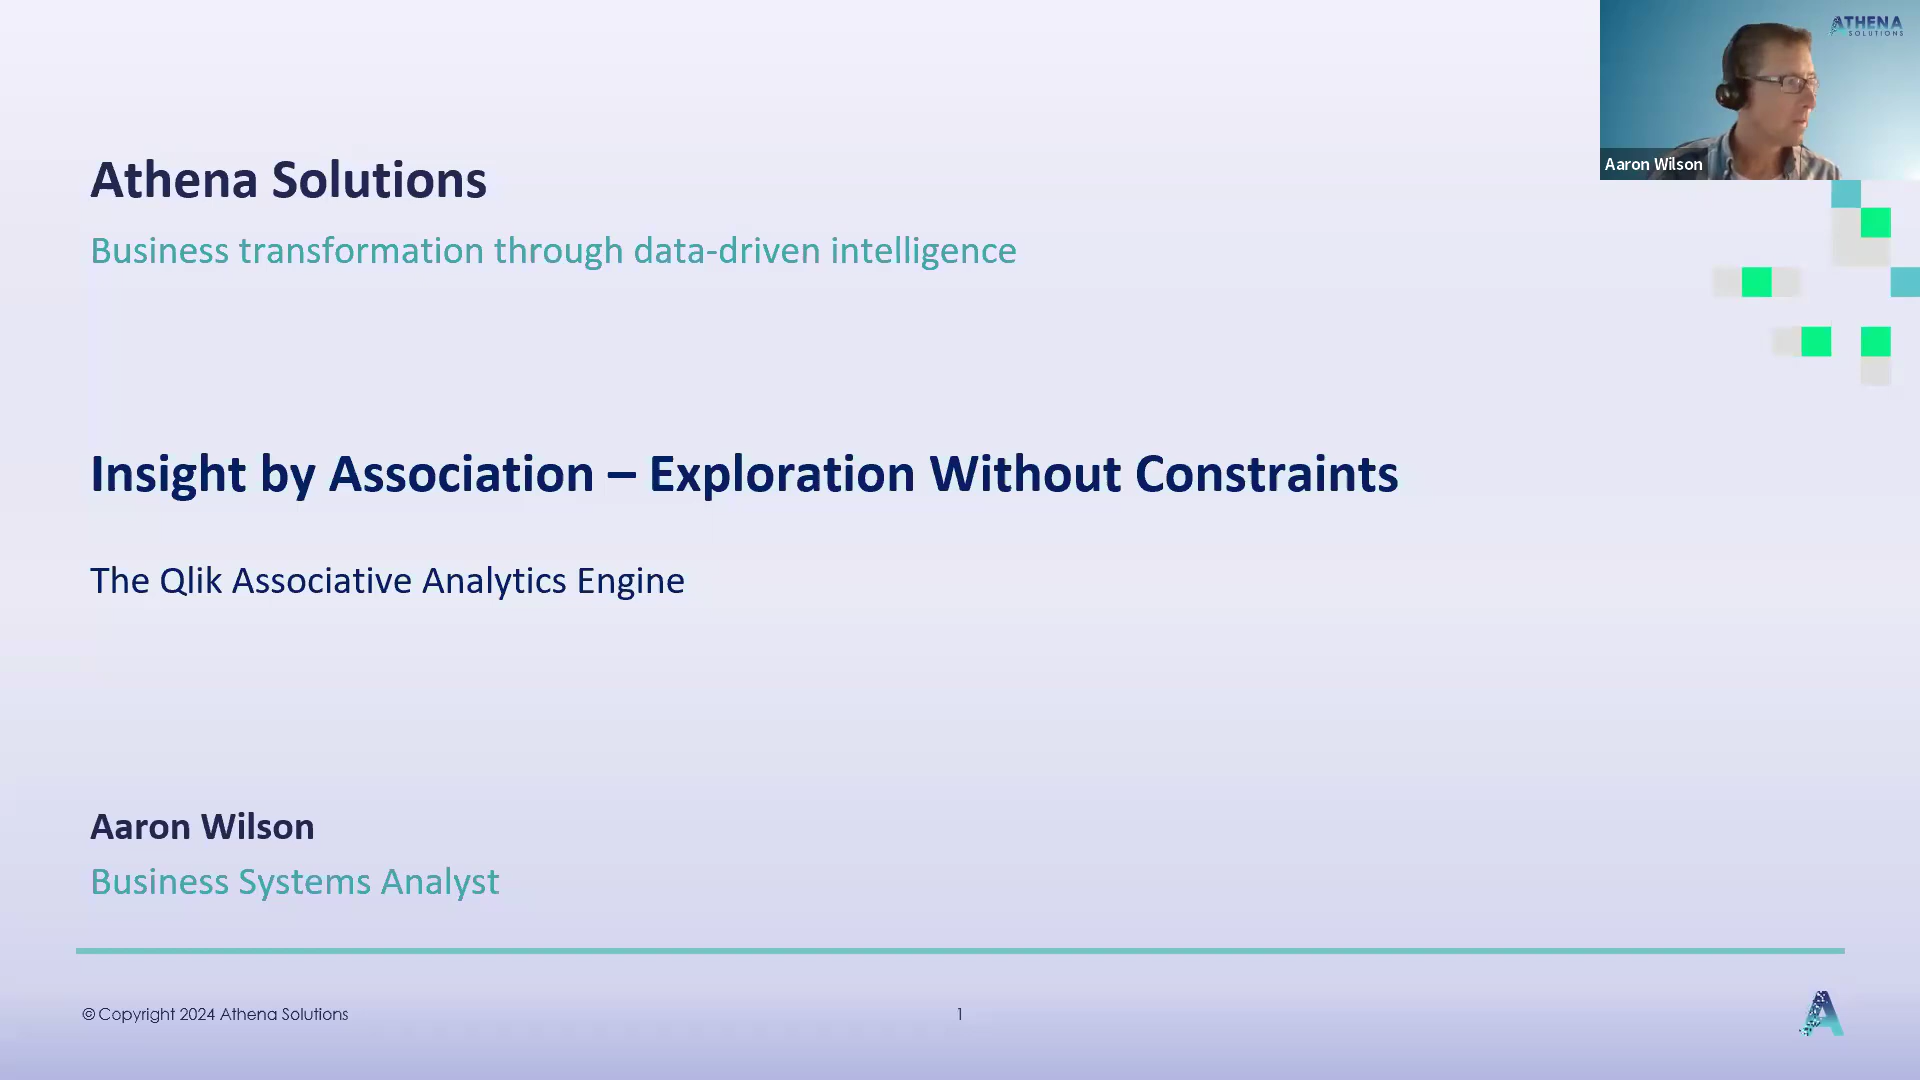 ATHENA
SOLUTIONS
Aaron Wilson
Athena Solutions
Business transformation through data-driven intelligence
Insight by Association – Exploration Without Constraints
The Qlik Associative Analytics Engine
Aaron Wilson
Business Systems Analyst
© Copyright 2024 Athena Solutions
1
A